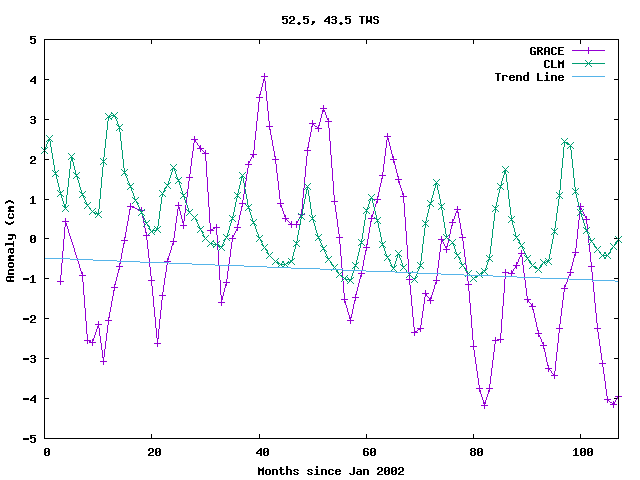 52.5, 43.5 TWS
GRACE
CLM
Trend Line
5
4
3
2
1
0
-1
-2
-3
-4
-5
Anomaly (cm)
0 20 40 60 80 100
Months since Jan 2002